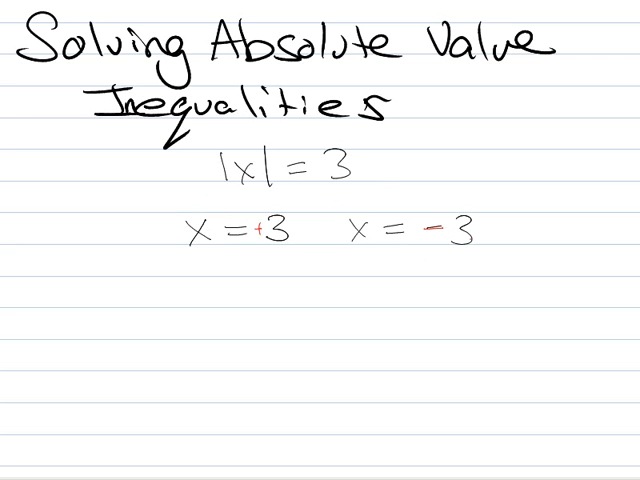 Solving Absolute Value
Inequalities
|x| = 3
x = +3 x = -3